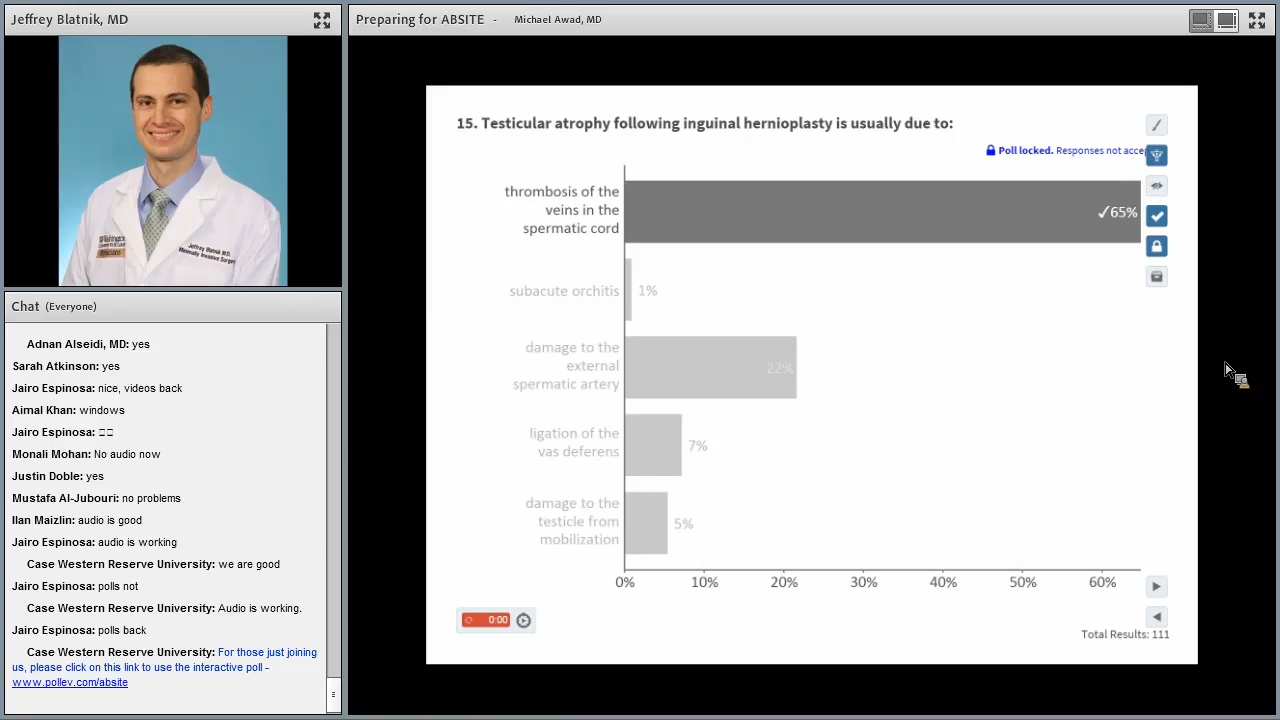 Jeffrey Blatnik, MD
Preparing for ABSITE - Michael Awad, MD
Jeffrey Blatnik M.D.
Minimally Invasive Surgery
Chat (Everyone)
Adnan Alseidi, MD: yes
Sarah Atkinson: yes
Jairo Espinosa: nice, videos back
Aimal Khan: windows
Jairo Espinosa: □□
Monali Mohan: No audio now
Justin Doble: yes
Mustafa Al-Jubouri: no problems
Ilan Maizlin: audio is good
Jairo Espinosa: audio is working
Case Western Reserve University: we are good
Jairo Espinosa: polls not
Case Western Reserve University: Audio is working.
Jairo Espinosa: polls back
Case Western Reserve University: For those just joining
us, please click on this link to use the interactive poll -
www.pollev.com/absite
15. Testicular atrophy following inguinal hernioplasty is usually due to:
Poll locked. Responses not accep
thrombosis of the
veins in the
spermatic cord
✓65%
subacute orchitis
1%
damage to the
external
spermatic artery
22%
ligation of the
vas deferens
7%
damage to the
testicle from
mobilization
5%
0% 10% 20% 30% 40% 50% 60%
0:00
Total Results: 111